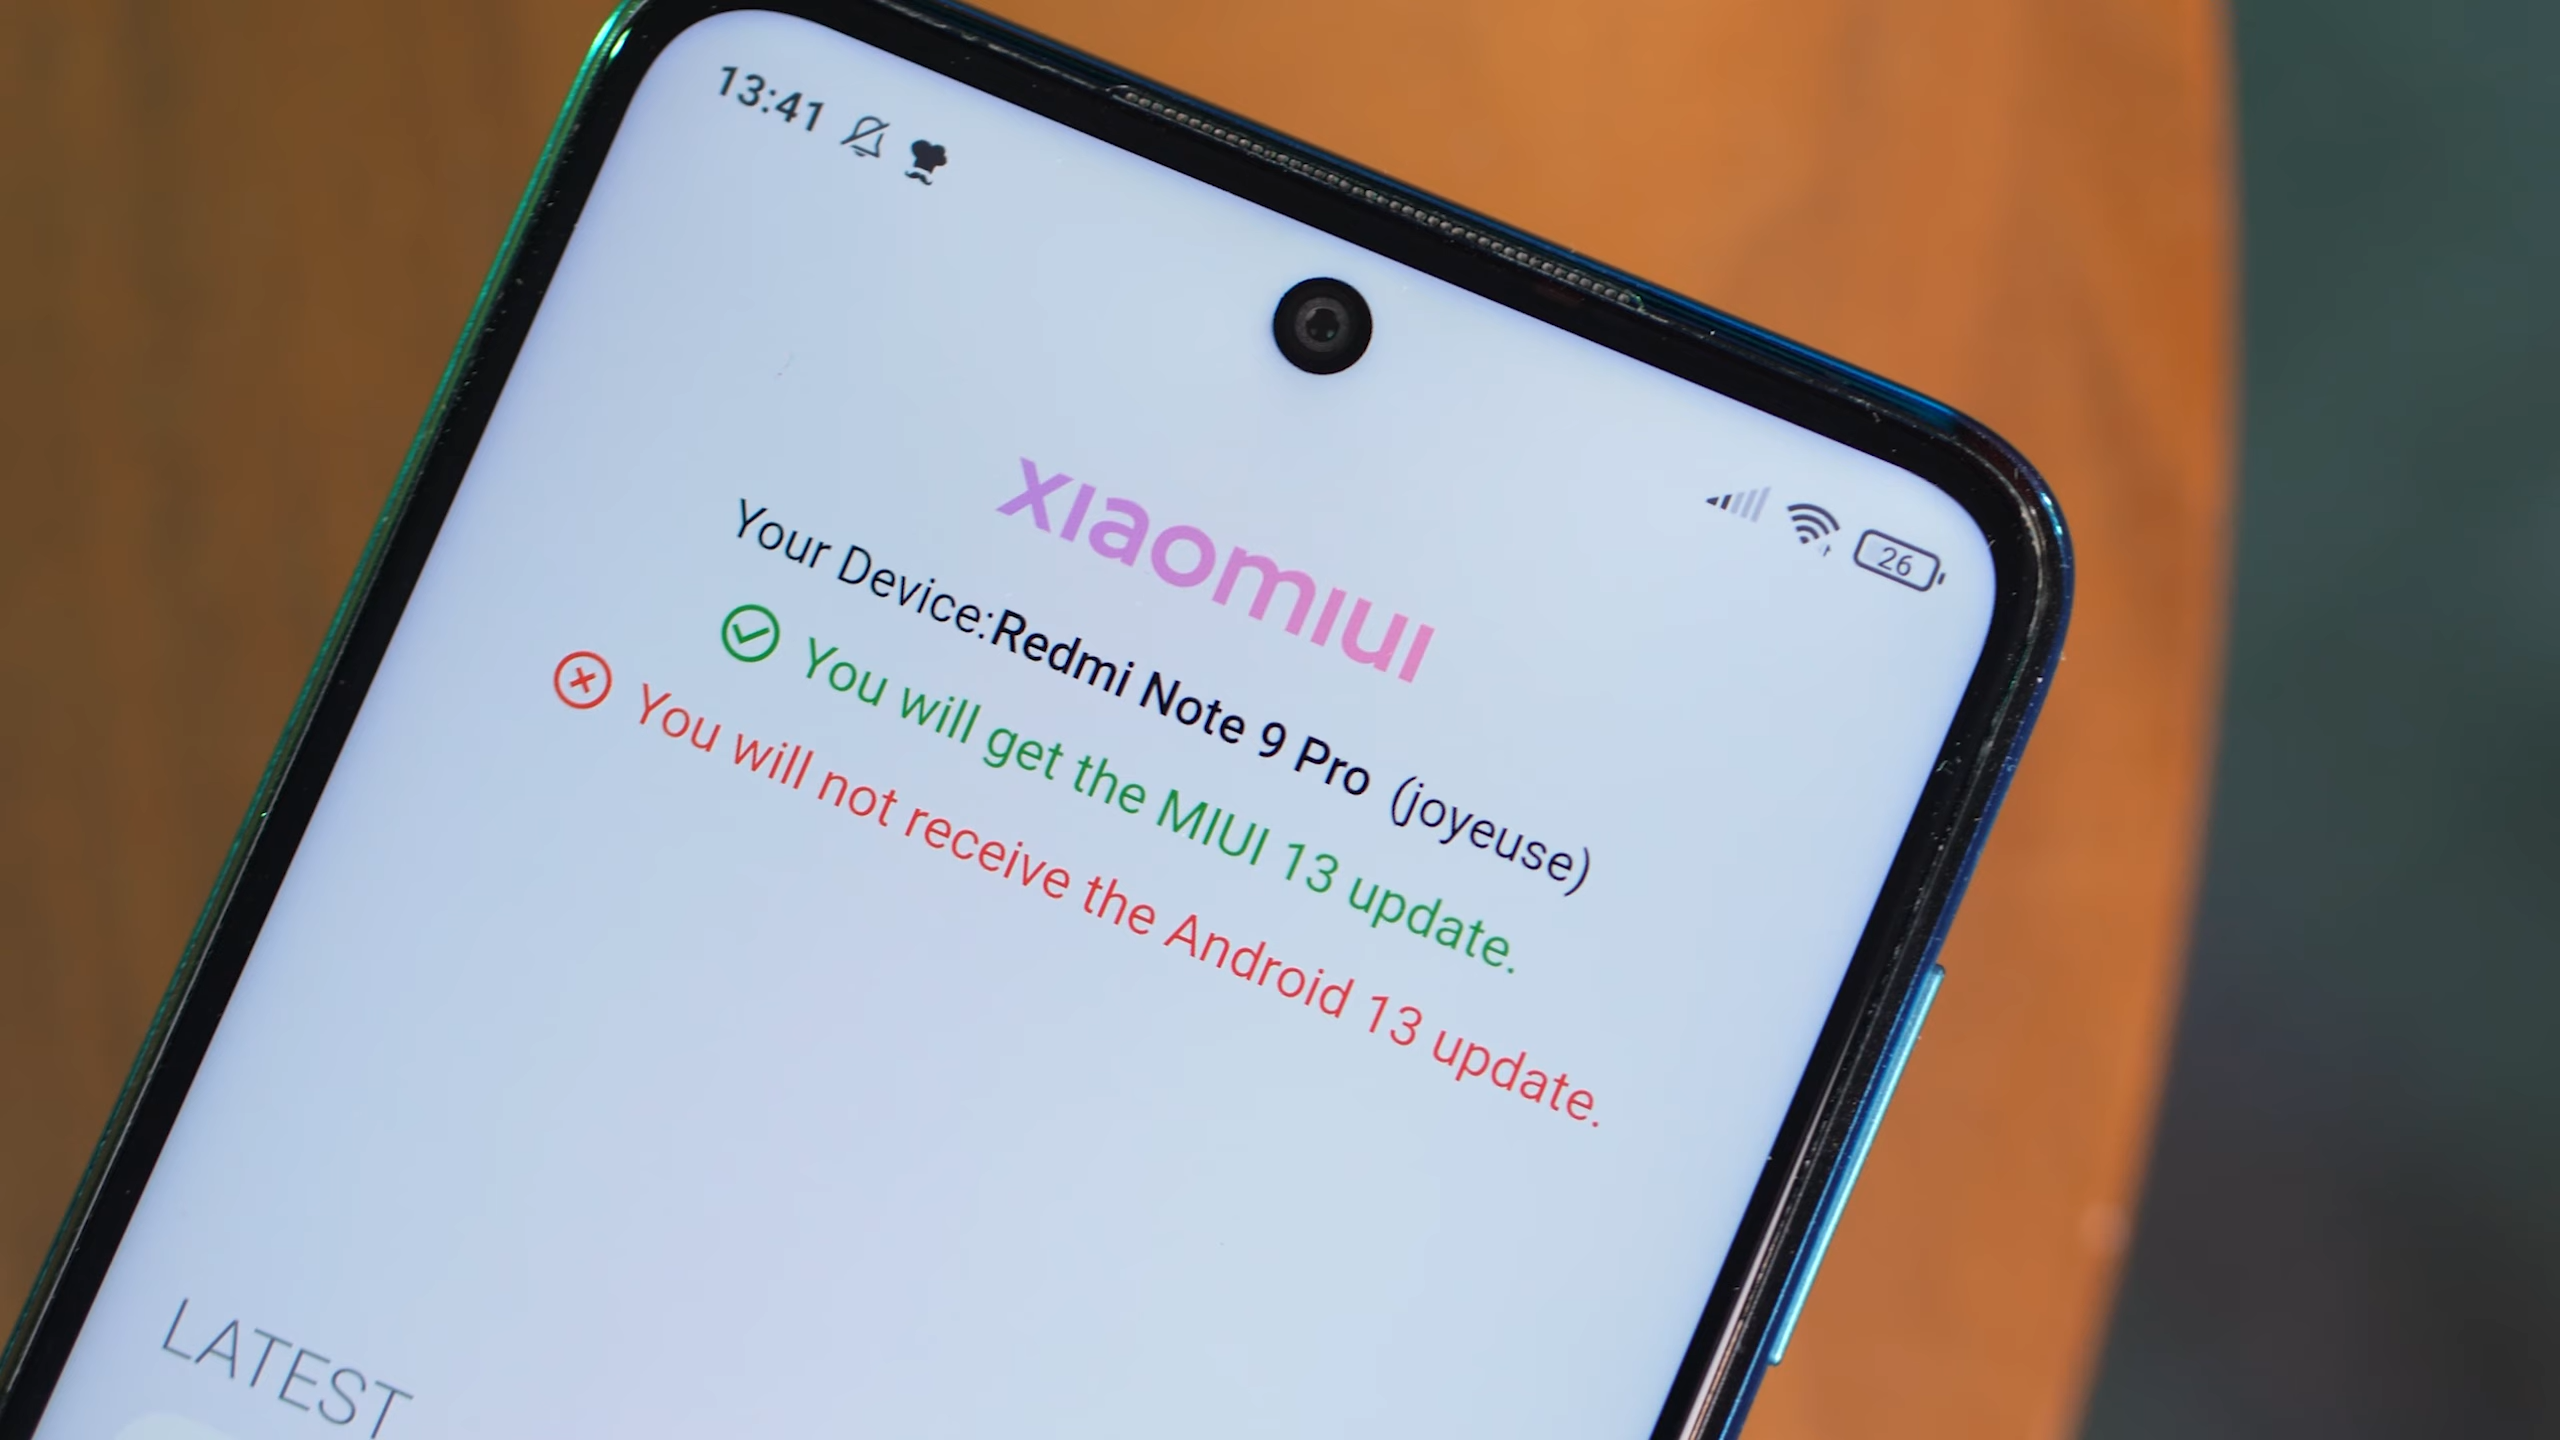 13:41
26
xiaomiui
Your Device:Redmi Note 9 Pro (joyeuse)
You will get the MIUI 13 update.
You will not receive the Android 13 update.
LATEST